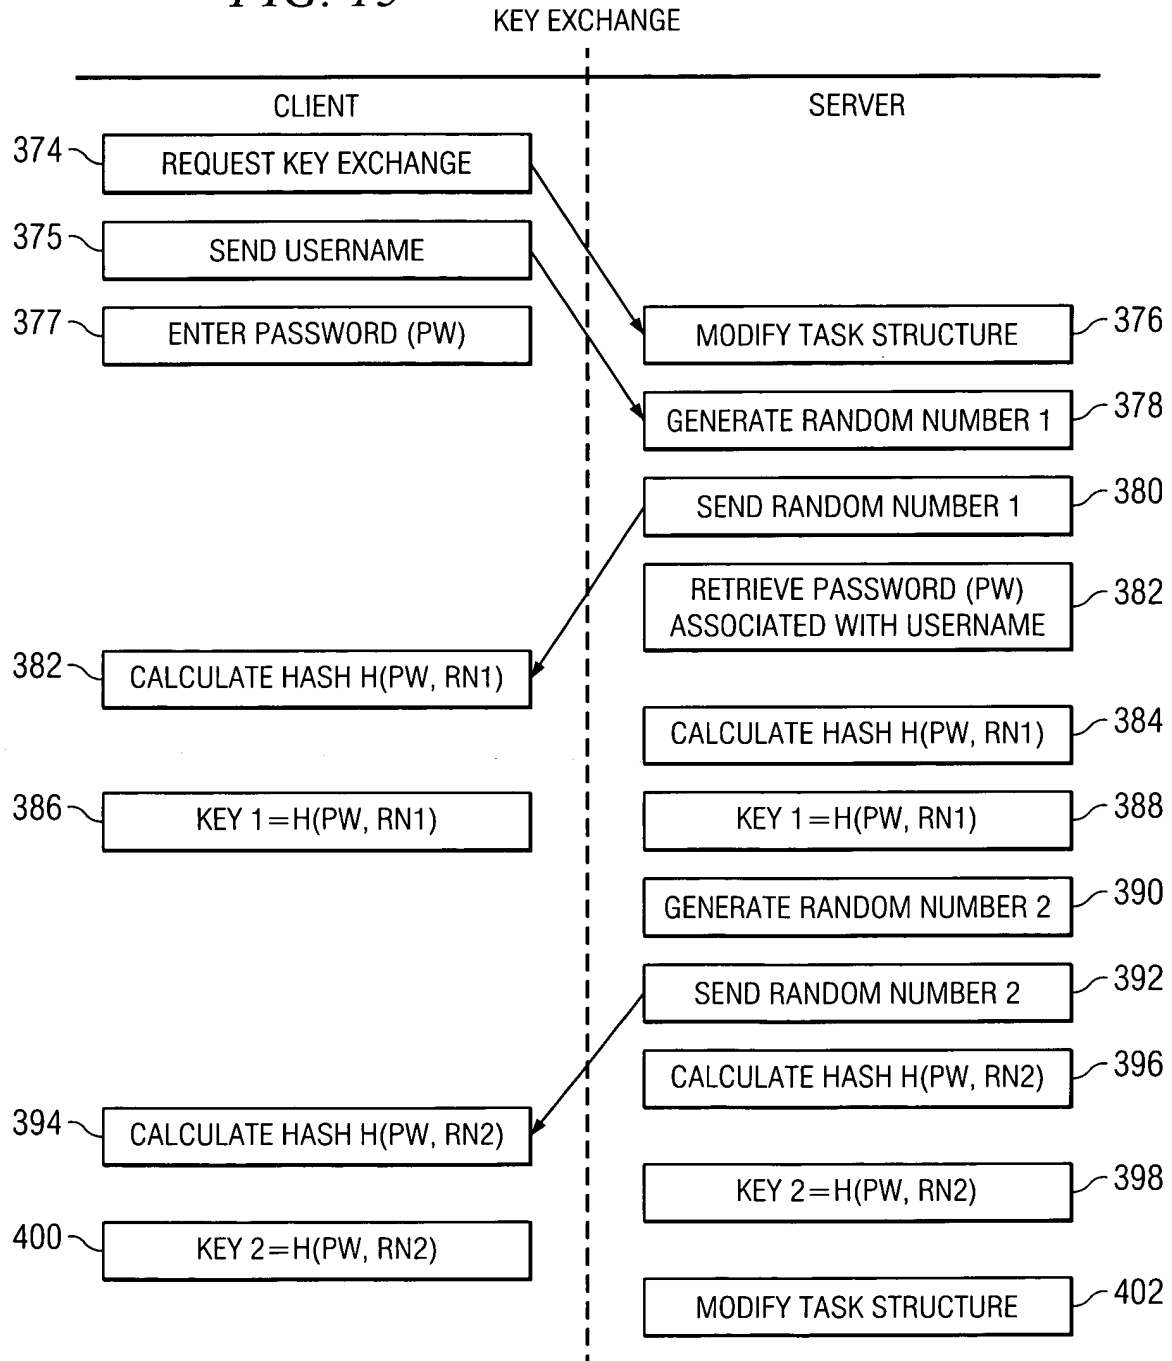 KEY EXCHANGE
CLIENT
SERVER
374
REQUEST KEY EXCHANGE
375
SEND USERNAME
377
ENTER PASSWORD (PW)
MODIFY TASK STRUCTURE
376
GENERATE RANDOM NUMBER 1
378
SEND RANDOM NUMBER 1
380
RETRIEVE PASSWORD (PW)
ASSOCIATED WITH USERNAME
382
382
CALCULATE HASH H(PW, RN1)
CALCULATE HASH H(PW, RN1)
384
386
KEY 1=H(PW, RN1)
KEY 1=H(PW, RN1)
388
GENERATE RANDOM NUMBER 2
390
SEND RANDOM NUMBER 2
392
CALCULATE HASH H(PW, RN2)
396
394
CALCULATE HASH H(PW, RN2)
KEY 2=H(PW, RN2)
398
400
KEY 2=H(PW, RN2)
MODIFY TASK STRUCTURE
402